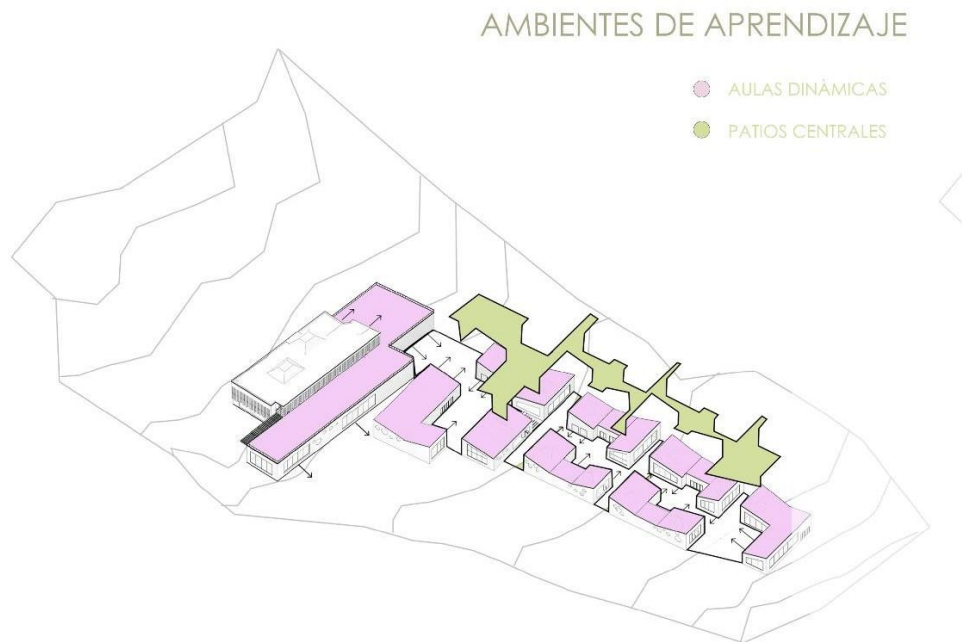 AMBIENTES DE APRENDIZAJE
AULAS DINÀMICAS
PATIOS CENTRALES